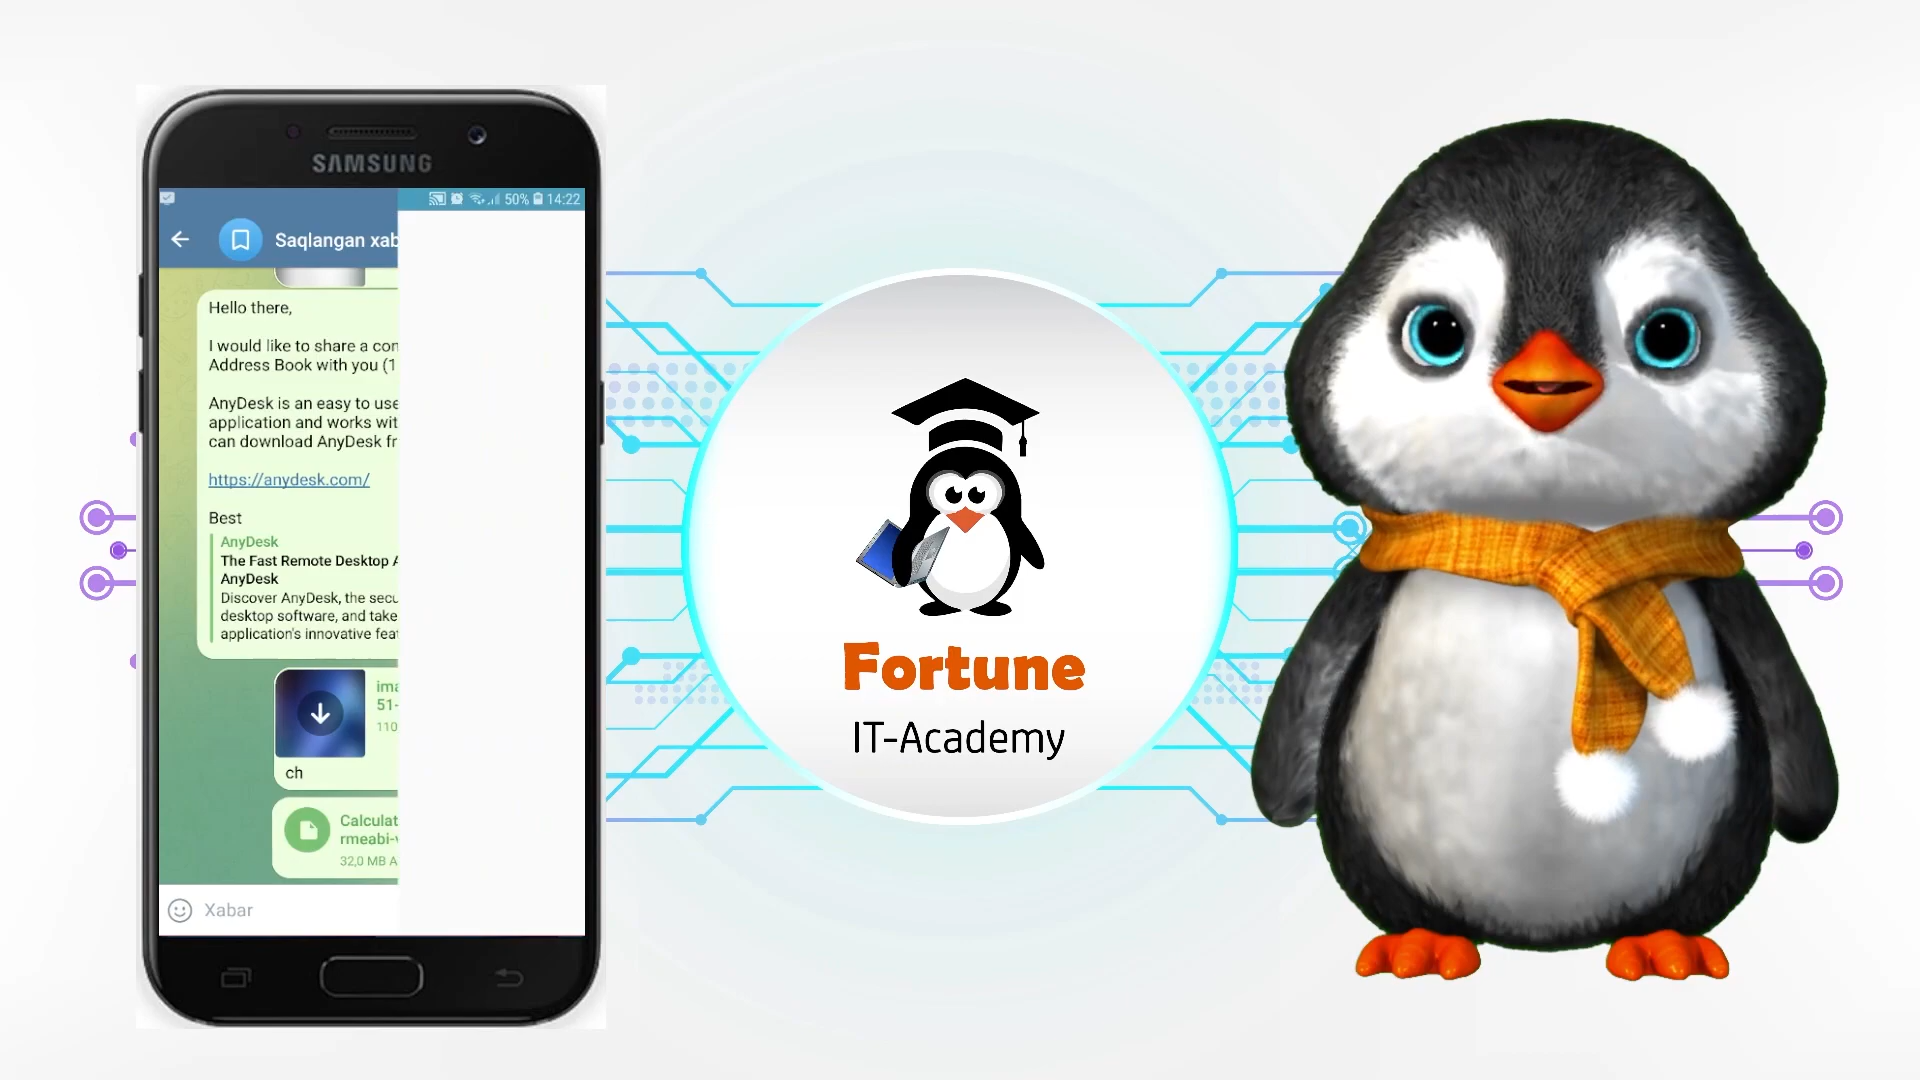 SAMSUNG
50% 14:22
Saqlangan xab
Hello there,
I would like to share a con
Address Book with you (1
AnyDesk is an easy to use
application and works wit
can download AnyDesk fr
https://anydesk.com/
Best
AnyDesk
The Fast Remote Desktop A
AnyDesk
Discover AnyDesk, the secu
desktop software, and take
application's innovative feat
ima
51-
110
ch
Calculat
rmeabi-v
32,0 MB A
Xabar
Fortune
IT-Academy